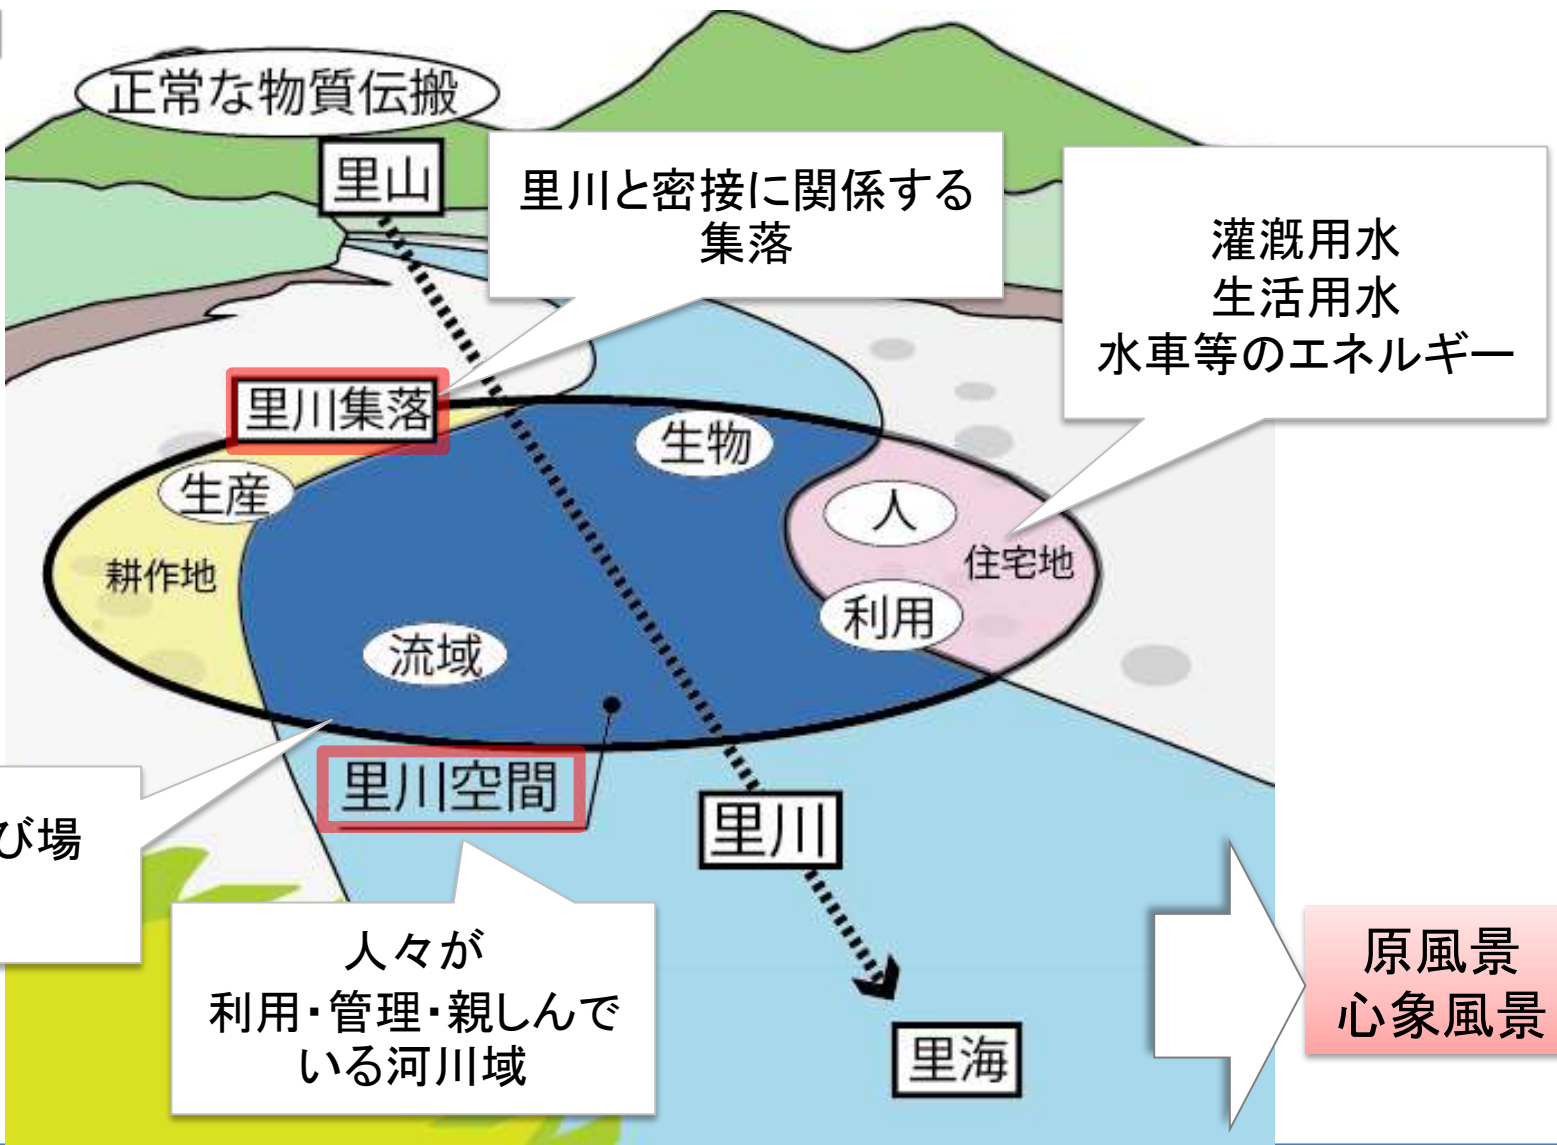 正常な物質伝搬
里山
里川と密接に関係する
集落
灌漑用水
生活用水
水車等のエネルギー
里川集落
生物
生産
人
耕作地
住宅地
利用
流域
里川空間
び場
里川
人々が
利用・管理・親しんで
いる河川域
原風景
心象風景
里海